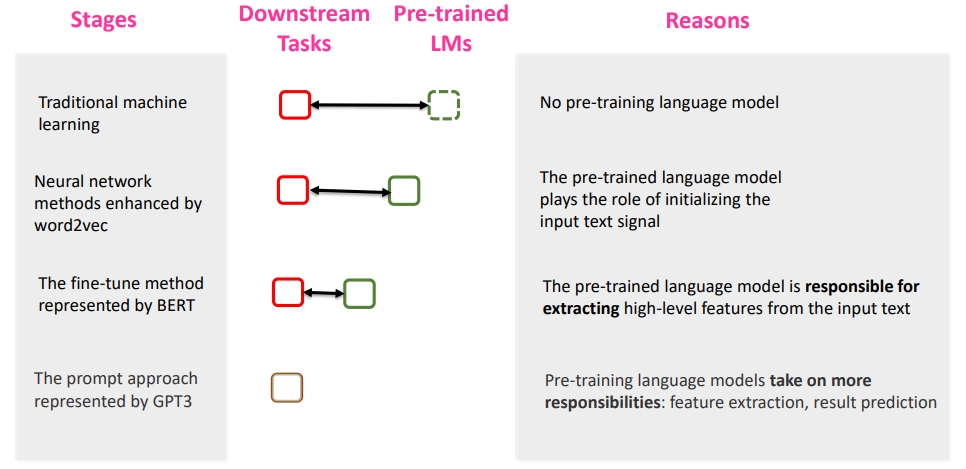 Stages
Downstream
Tasks
Pre-trained
LMs
Reasons
Traditional machine
learning
No pre-training language model
Neural network
methods enhanced by
word2vec
The pre-trained language model
plays the role of initializing the
input text signal
The fine-tune method
represented by BERT
The pre-trained language model is responsible for
extracting high-level features from the input text
The prompt approach
represented by GPT3
Pre-training language models take on more
responsibilities: feature extraction, result prediction